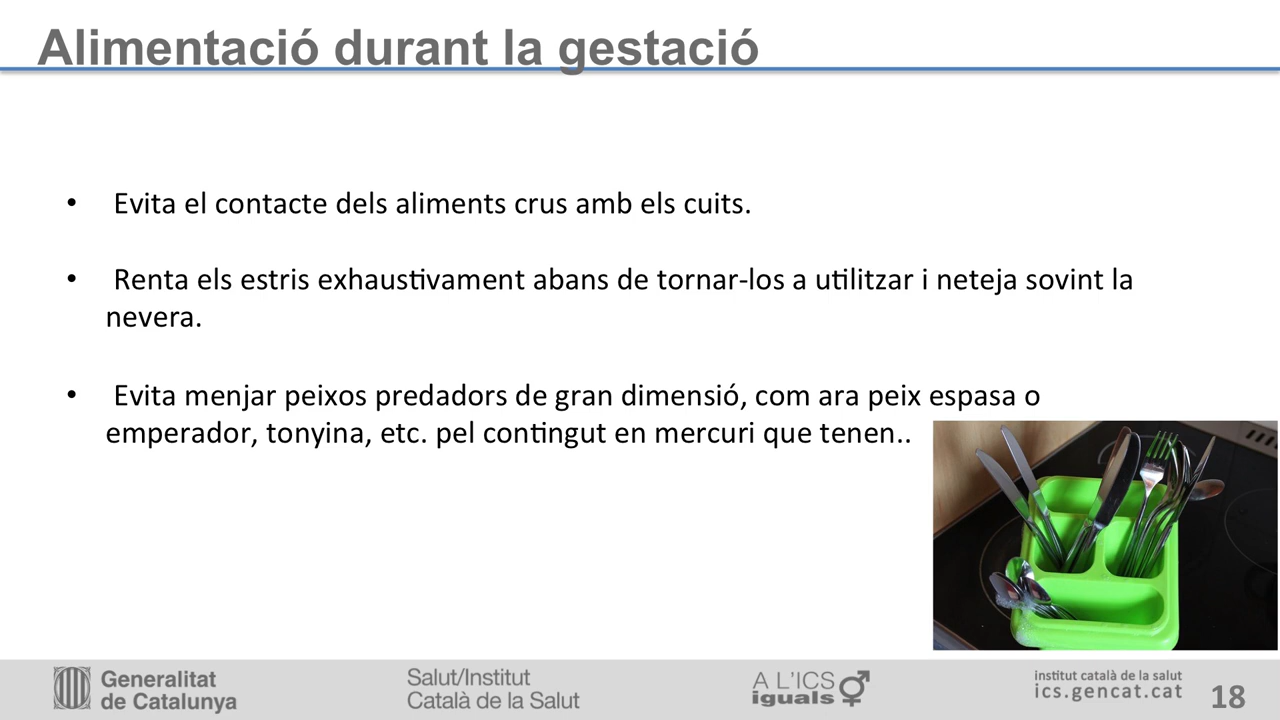 Alimentació durant la gestació
• Evita el contacte dels aliments crus amb els cuits.
• Renta els estris exhaustivament abans de tornar-los a utilitzar i neteja sovint la
nevera.
• Evita menjar peixos predadors de gran dimensió, com ara peix espasa o
emperador, tonyina, etc. pel contingut en mercuri que tenen..
Generalitat
de Catalunya
Salut/Institut
Català de la Salut
A L'ICS
iguals
institut català de la salut
ics.gencat.cat
18